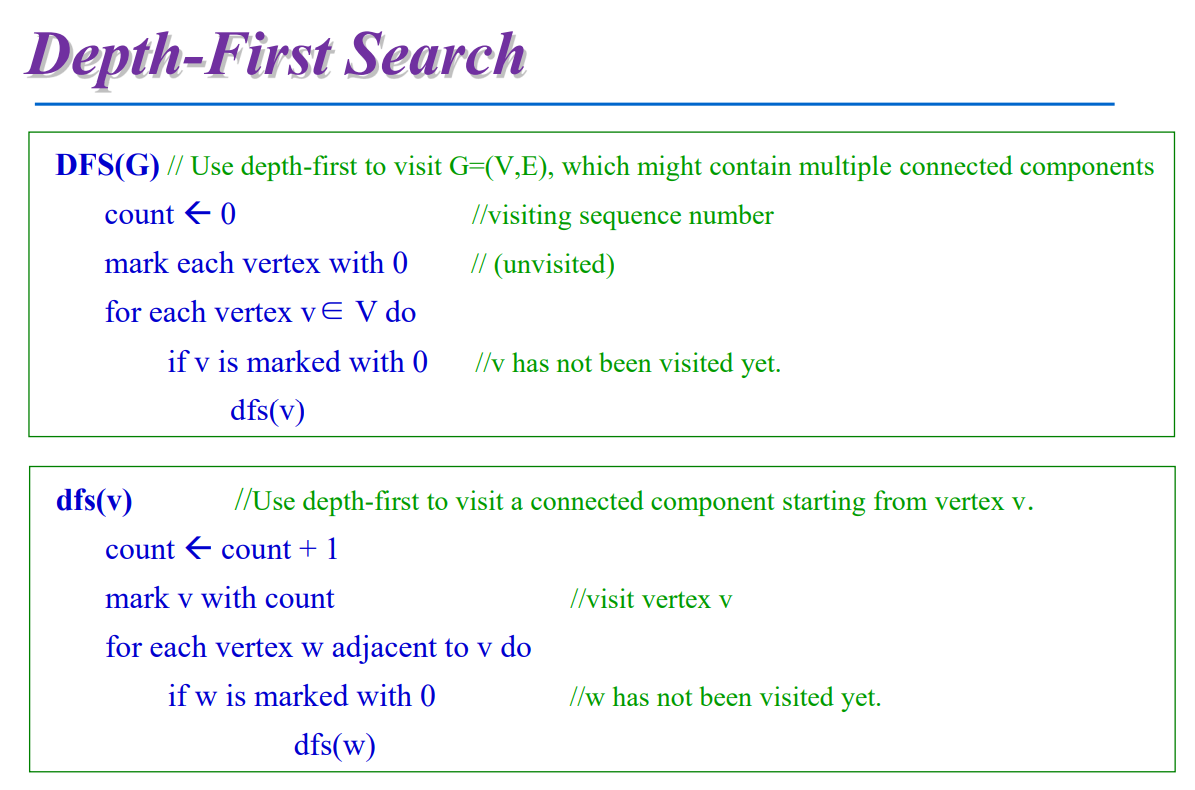 Depth-First Search
DFS(G) // Use depth-first to visit G=(V,E), which might contain multiple connected components
count ← 0 //visiting sequence number
mark each vertex with 0 // (unvisited)
for each vertex v∈ V do
if v is marked with 0 //v has not been visited yet.
dfs(v)
dfs(v) //Use depth-first to visit a connected component starting from vertex v.
count ← count + 1
mark v with count //visit vertex v
for each vertex w adjacent to v do
if w is marked with 0 //w has not been visited yet.
dfs(w)